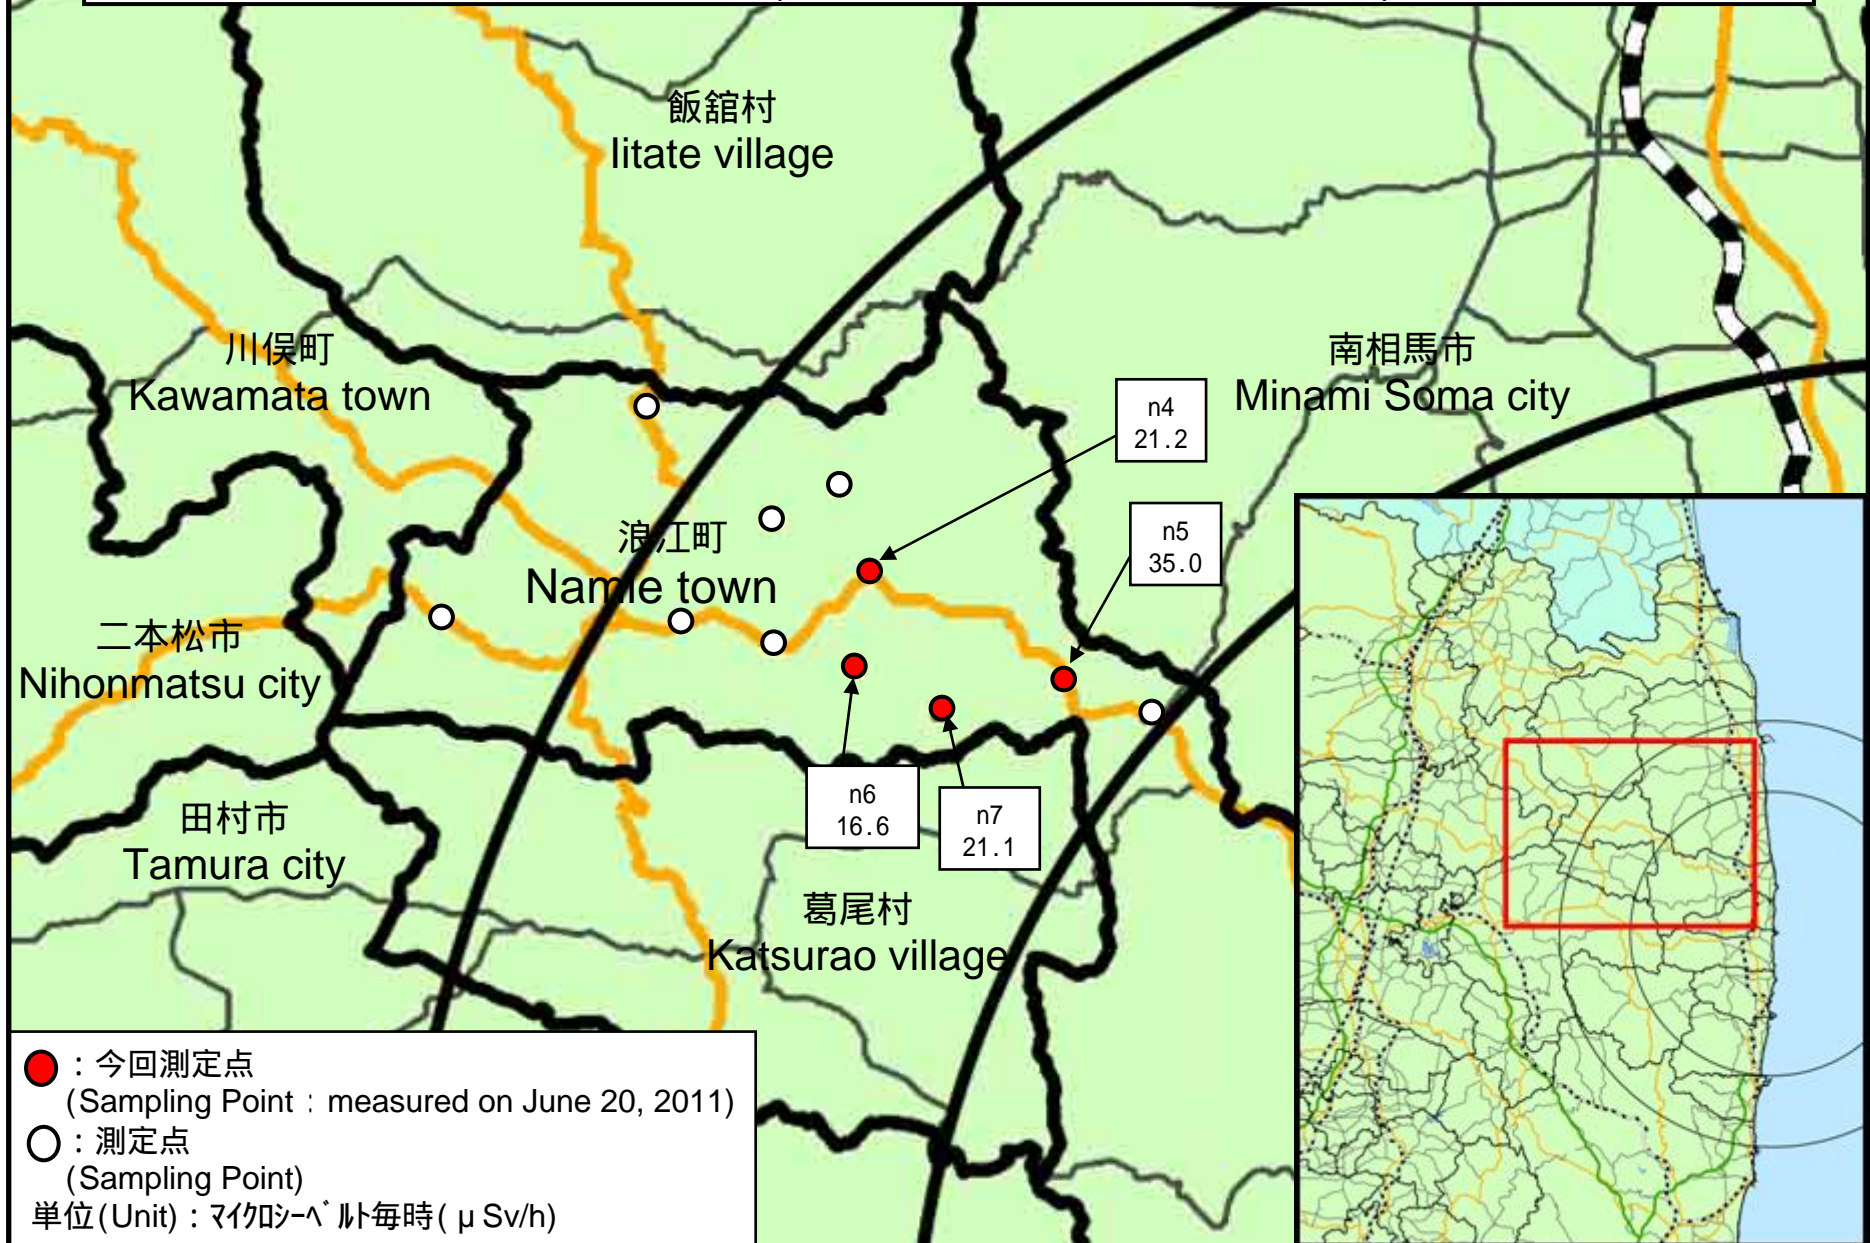 飯舘村
Iitate village
川俣町
Kawamata town
南相馬市
Minami Soma city
n4
21.2
n5
35.0
浪江町
Namie town
二本松市
Nihonmatsu city
n6
16.6
n7
21.1
田村市
Tamura city
葛尾村
Katsurao village
：今回測定点
(Sampling Point：measured on June 20, 2011)
：測定点
(Sampling Point)
単位(Unit)：ﾏｲｸﾛｼｰﾍﾞﾙﾄ毎時( μ Sv/h)